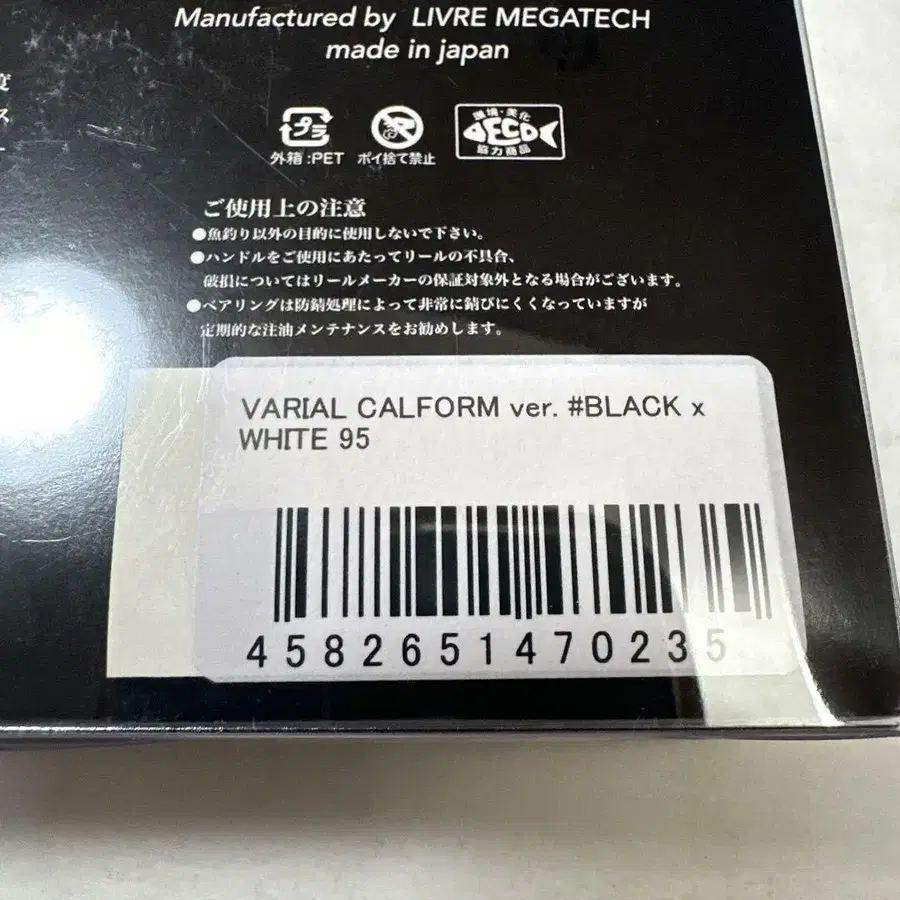 Manufactured by LIVRE MEGATECH
made in japan
度
ス
プラ
外箱:PET
ポイ捨て禁止
環境・美化
ECO
協力商品
ご使用上の注意
●魚釣り以外の目的に使用しないで下さい。
●ハンドルをご使用にあたってリールの不具合、
破損についてはリールメーカーの保証対象外となる場合がございます。
●ベアリングは防錆処理によって非常に錆びにくくなっていますが
定期的な注油メンテナンスをお勧めします。
VARIAL CALFORM ver. #BLACK x
WHITE 95
4582651470235